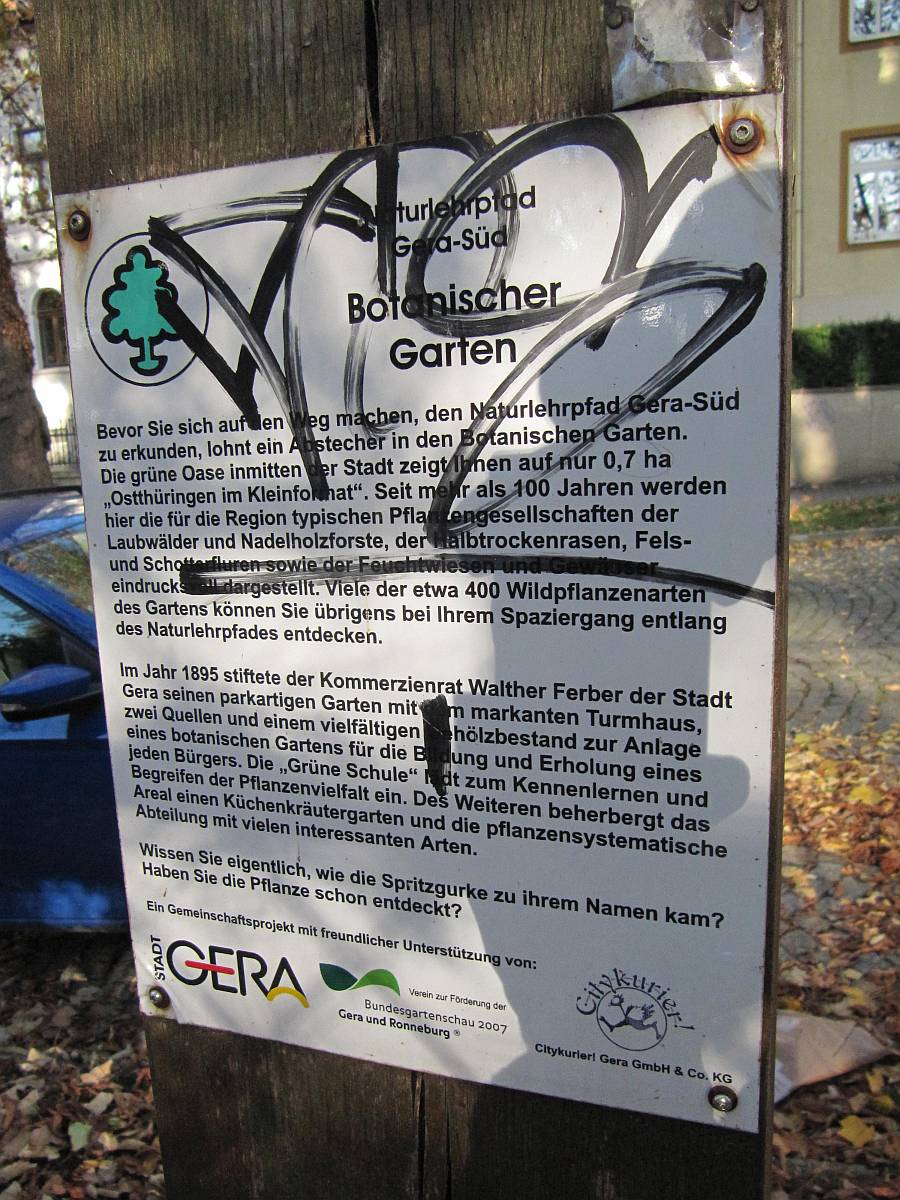 Naturlehrpfad
Gera-Süd
Botanischer
Garten
Bevor Sie sich auf den Weg machen, den Naturlehrpfad Gera-Süd
zu erkunden, lohnt ein Abstecher in den Botanischen Garten.
Die grüne Oase inmitten der Stadt zeigt Ihnen auf nur 0,7 ha
„Ostthüringen im Kleinformat“. Seit mehr als 100 Jahren werden
hier die für die Region typischen Pflanzengesellschaften der
Laubwälder und Nadelholzforste, der Halbtrockenrasen, Fels-
und Schotterfluren sowie der Feuchtwiesen und Gewässer
eindrucksvoll dargestellt. Viele der etwa 400 Wildpflanzenarten
des Gartens können Sie übrigens bei Ihrem Spaziergang entlang
des Naturlehrpfades entdecken.
Im Jahr 1895 stiftete der Kommerzienrat Walther Ferber der Stadt
Gera seinen parkartigen Garten mit dem markanten Turmhaus,
zwei Quellen und einem vielfältigen Gehölzbestand zur Anlage
eines botanischen Gartens für die Bildung und Erholung eines
jeden Bürgers. Die „Grüne Schule“ lädt zum Kennenlernen und
Begreifen der Pflanzenvielfalt ein. Des Weiteren beherbergt das
Areal einen Küchenkräutergarten und die pflanzensystematische
Abteilung mit vielen interessanten Arten.
Wissen Sie eigentlich, wie die Spritzgurke zu ihrem Namen kam?
Haben Sie die Pflanze schon entdeckt?
Ein Gemeinschaftsprojekt mit freundlicher Unterstützung von:
STADT GERA
Verein zur Förderung der
Bundesgartenschau 2007
Gera und Ronneburg ®
Citykurier!
Citykurier! Gera GmbH & Co. KG